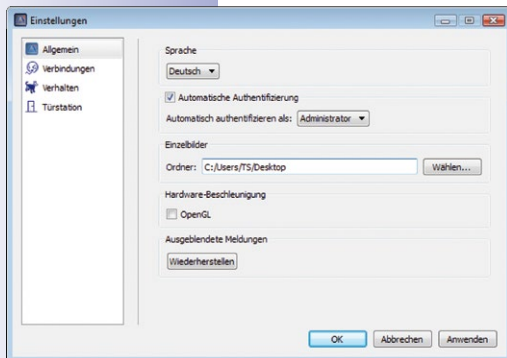 Einstellungen
Allgemein
Verbindungen
Verhalten
Türstation
Sprache
Deutsch
Automatische Authentifizierung
Automatisch authentifizieren als: Administrator
Einzelbilder
Ordner: C:/Users/TS/Desktop Wählen...
Hardware-Beschleunigung
OpenGL
Ausgeblendete Meldungen
Wiederherstellen
OK Abbrechen Anwenden